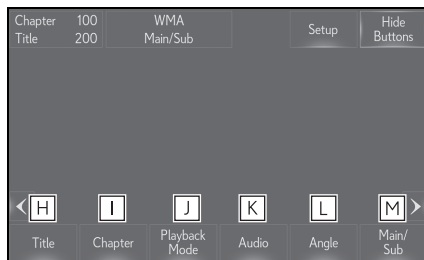 Chapter 100 WMA Setup Hide
Title 200 Main/Sub Buttons
H I J K L M
Title Chapter Playback Mode Audio Angle Main/ Sub